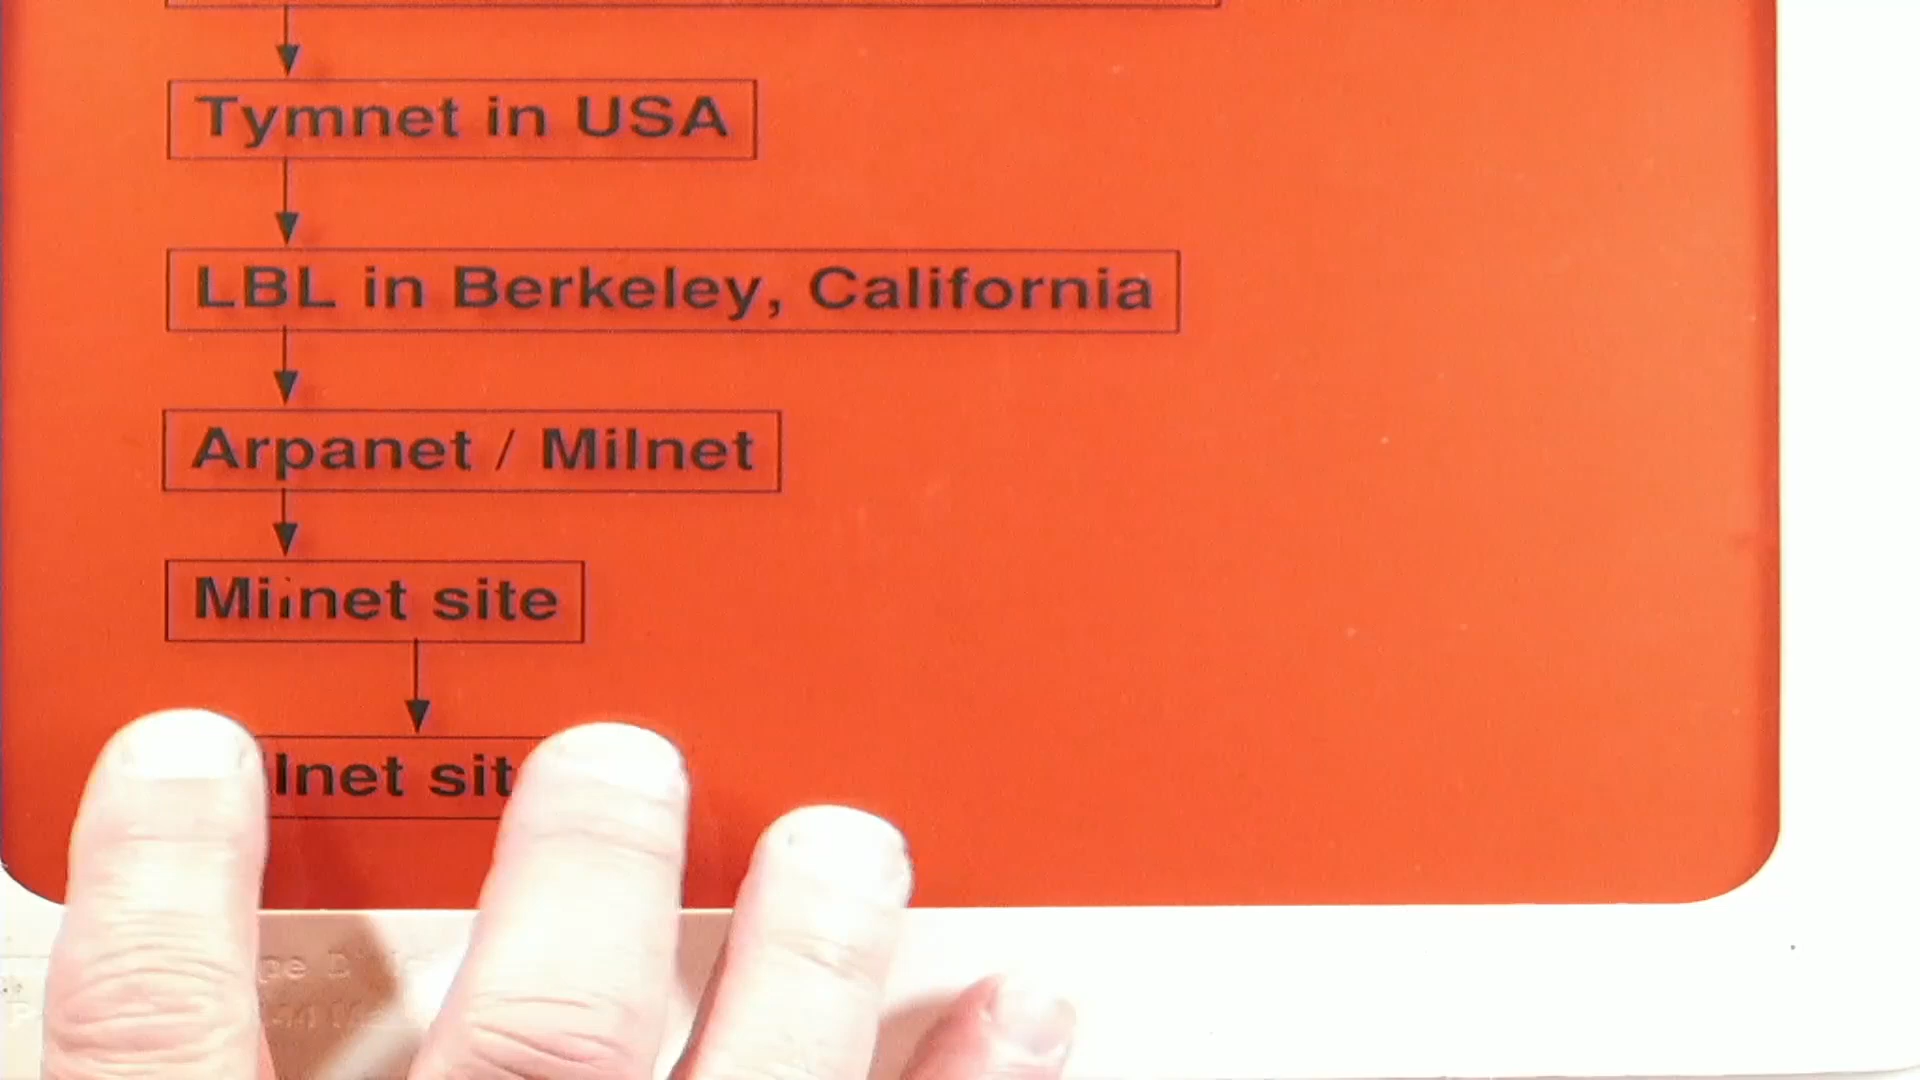 Tymnet in USA
LBL in Berkeley, California
Arpanet / Milnet
Milnet site
lnet sit